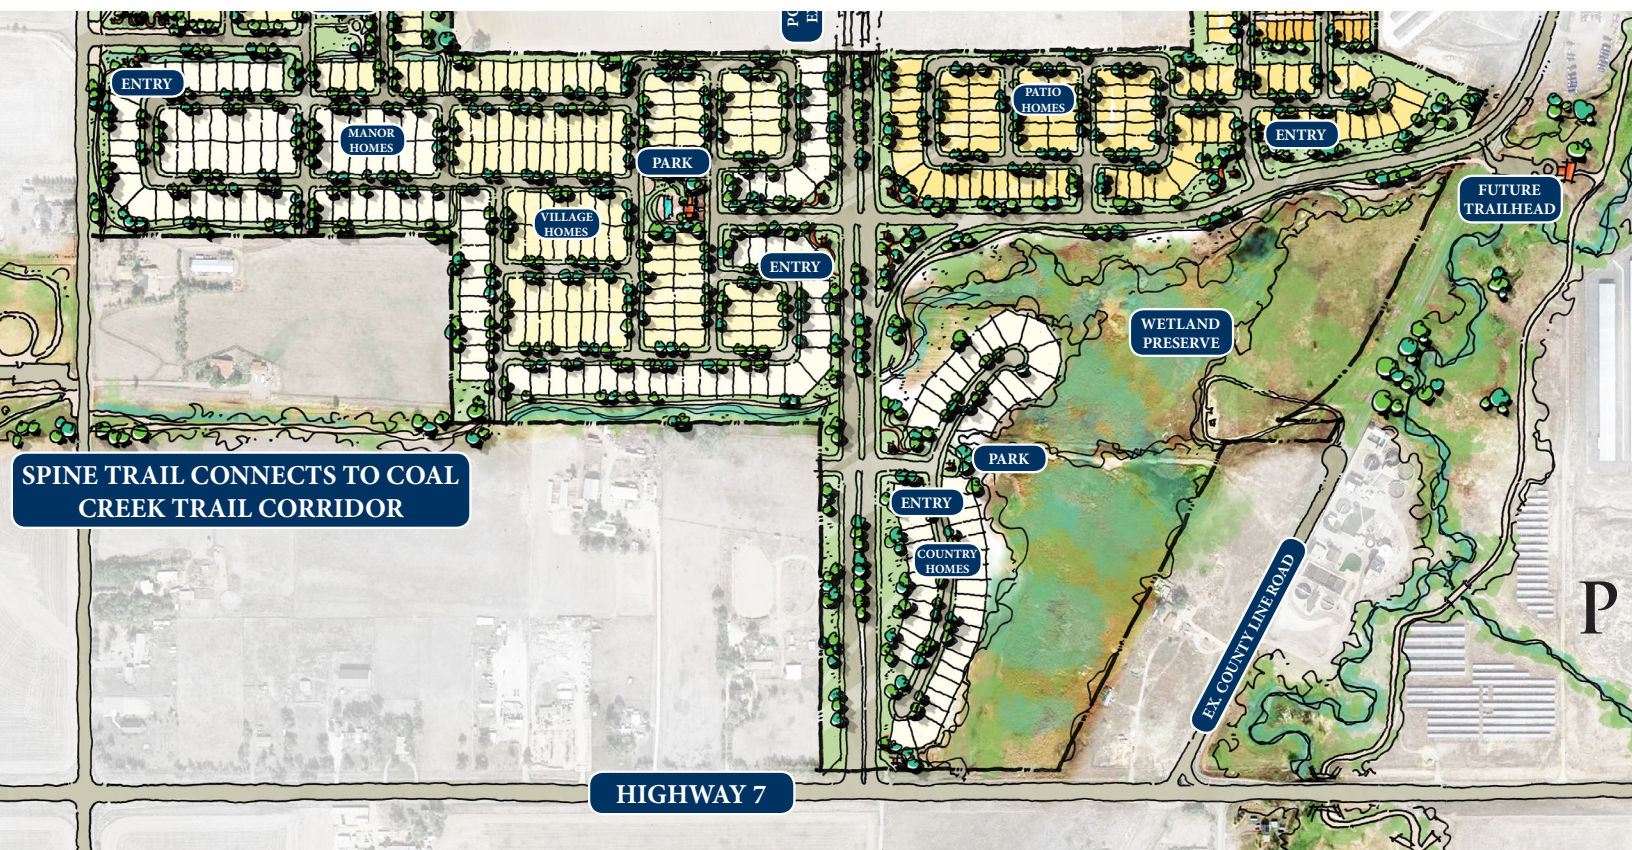 PO
E
ENTRY
MANOR
HOMES
PARK
VILLAGE
HOMES
ENTRY
PATIO
HOMES
ENTRY
FUTURE
TRAILHEAD
WETLAND
PRESERVE
SPINE TRAIL CONNECTS TO COAL
CREEK TRAIL CORRIDOR
PARK
ENTRY
COUNTRY
HOMES
EX. COUNTY LINE ROAD
P
HIGHWAY 7